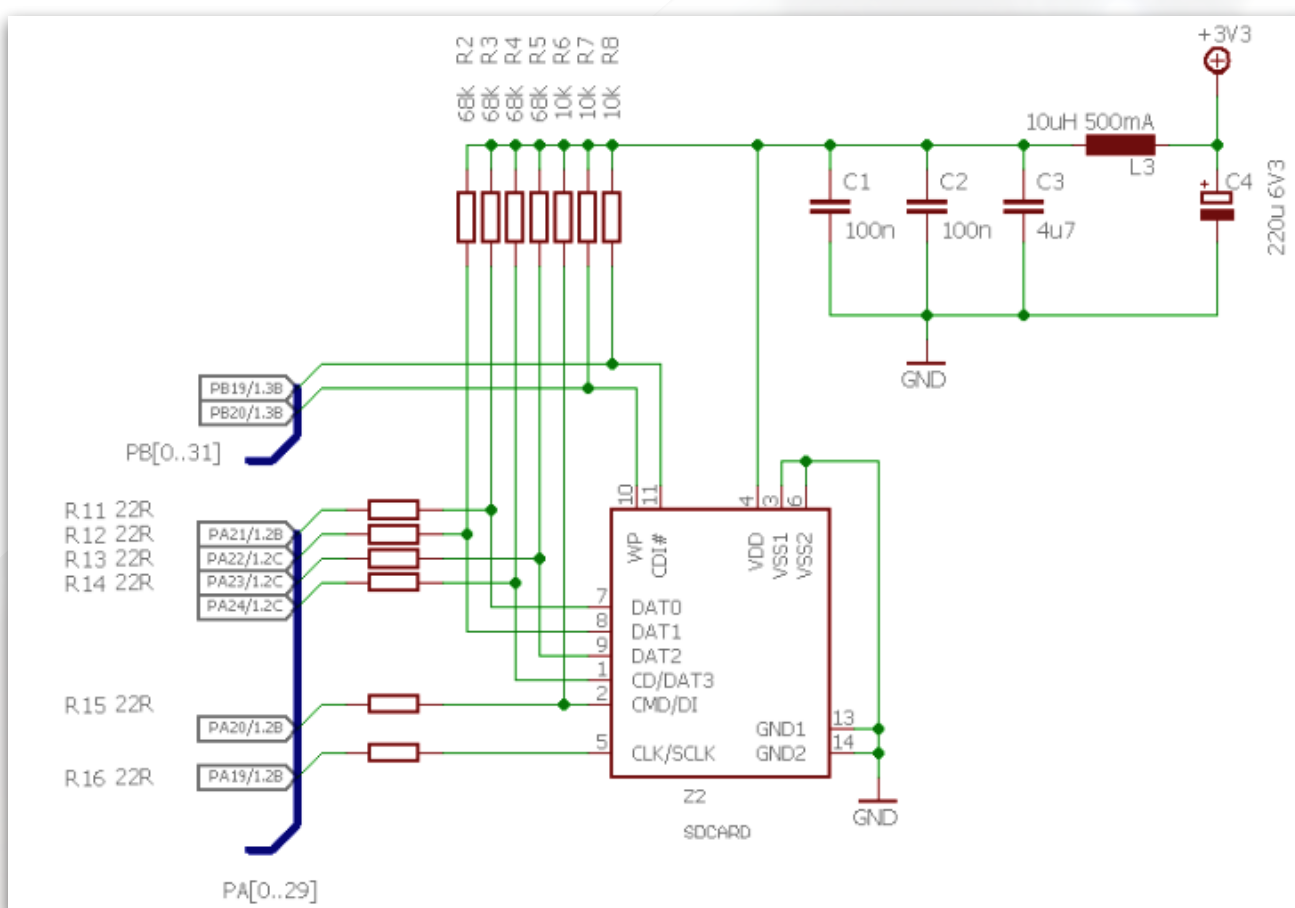 R2
R3
R4
R5
R6
R7
R8
68k
68k
68k
68k
10k
10k
10k
+3V3
10uH 500mA
L3
C1
100n
C2
100n
C3
4u7
+
C4
220u 6V3
GND
PB19/1.3B
PB20/1.3B
PB[0..31]
R11 22R
R12 22R
R13 22R
R14 22R
PA21/1.2B
PA22/1.2C
PA23/1.2C
PA24/1.2C
R15 22R
PA20/1.2B
R16 22R
PA19/1.2B
PA[0..29]
10
11
4
3
6
WP
CDI#
VDD
VSS1
VSS2
7 DAT0
8 DAT1
9 DAT2
1 CD/DAT3
2 CMD/DI
5 CLK/SCLK
GND1 13
GND2 14
Z2
SDCARD
GND